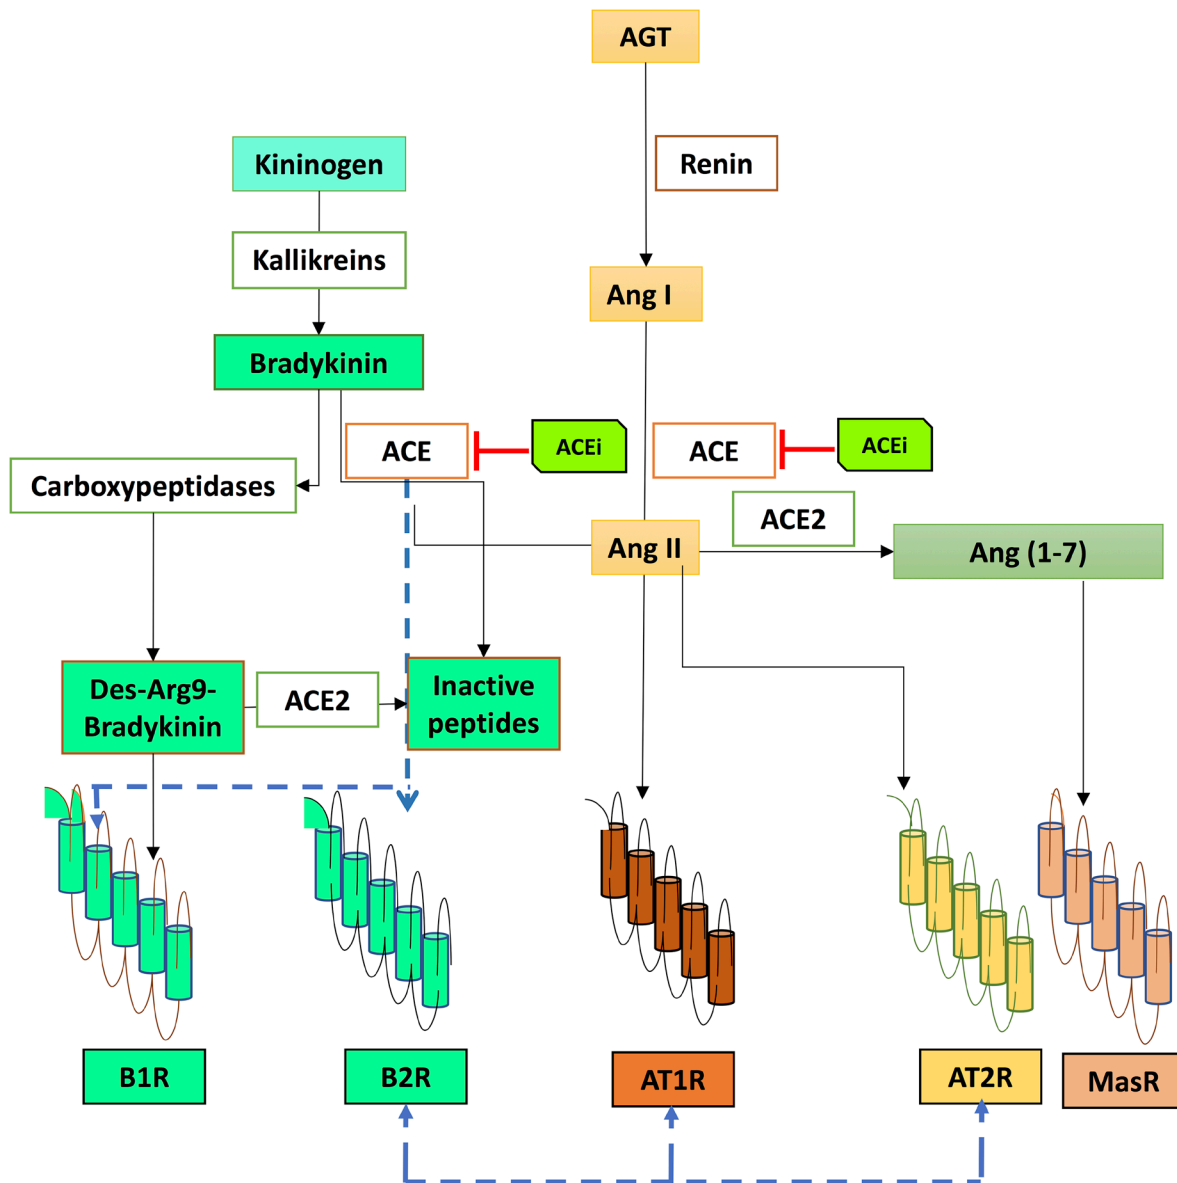 AGT
Renin
Kininogen
Kallikreins
Ang I
Bradykinin
ACE
ACEi
ACE
ACEi
Carboxypeptidases
ACE2
Ang II
Ang (1-7)
Des-Arg9-
Bradykinin
ACE2
Inactive
peptides
B1R
B2R
AT1R
AT2R
MasR